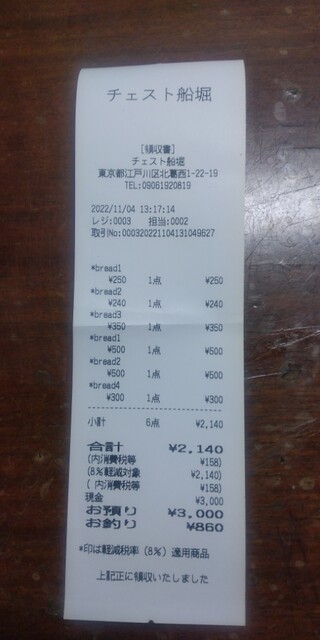 チェスト船堀
[領収書]
チェスト船堀
東京都江戸川区北葛西1-22-19
TEL:09061920819
2022/11/04 13:17:14
レジ:0003 担当:0002
取引No:0003202211041310​49627
*bread1
¥250 1点 ¥250
*bread2
¥240 1点 ¥240
*bread3
¥350 1点 ¥350
*bread1
¥500 1点 ¥500
*bread2
¥500 1点 ¥500
*bread4
¥300 1点 ¥300
小計 6点 ¥2,140
合計 ¥2,140
(内消費税等 ¥158)
(8%軽減対象 ¥2,140)
( 内消費税等 ¥158)
現金 ¥3,000
お預り ¥3,000
お釣り ¥860
*印は軽減税率(8%)適用商品
上記正に領収いたしました